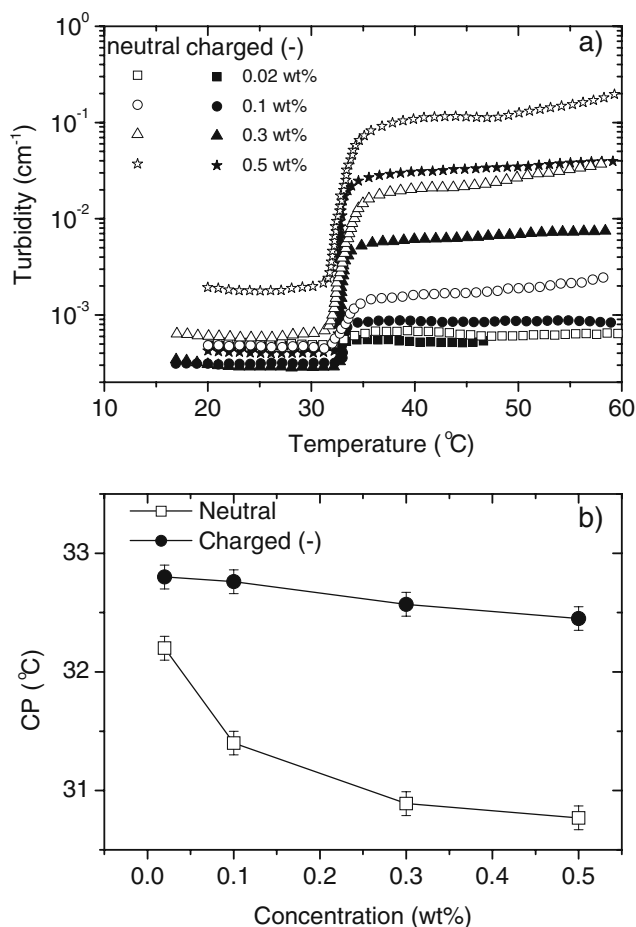 a)
neutral charged (-)
0.02 wt%
0.1 wt%
0.3 wt%
0.5 wt%
Turbidity (cm⁻¹)
10⁰
10⁻¹
10⁻²
10⁻³
10 20 30 40 50 60
Temperature (°C)
b)
Neutral
Charged (-)
CP (°C)
33
32
31
0.0 0.1 0.2 0.3 0.4 0.5
Concentration (wt%)